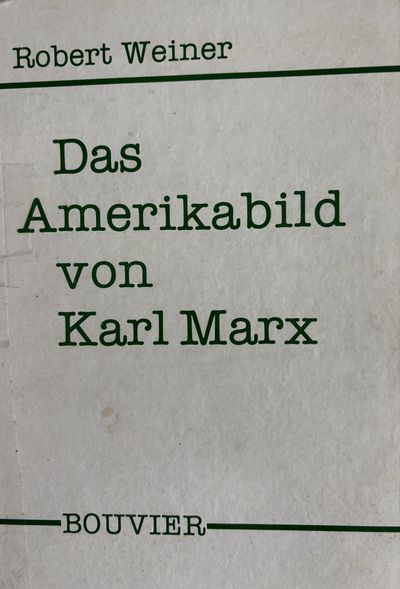 Robert Weiner
Das
Amerikabild
von
Karl Marx
BOUVIER